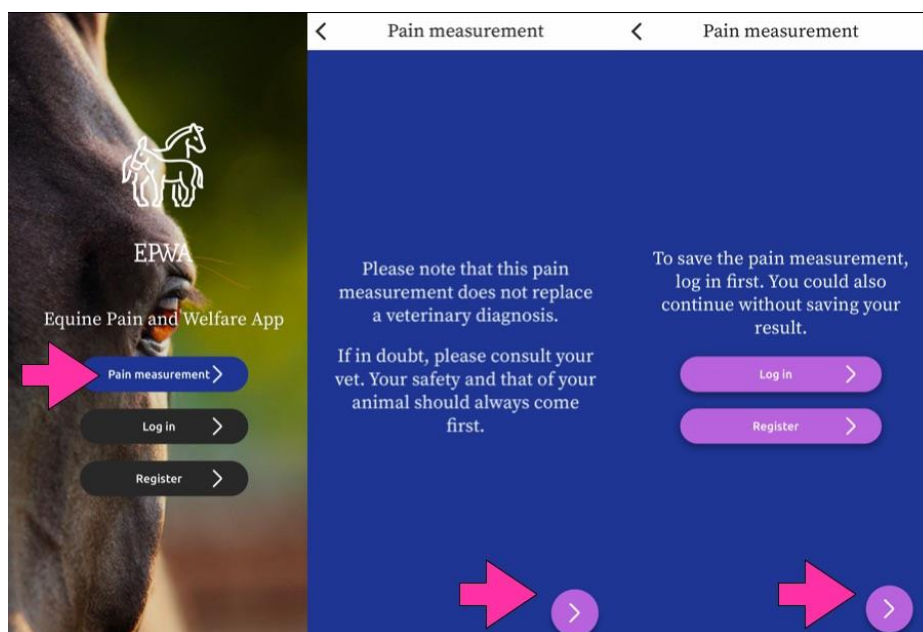 EPWA
Equine Pain and Welfare App
Pain measurement
Log in
Register
Pain measurement
Please note that this pain
measurement does not replace
a veterinary diagnosis.
If in doubt, please consult your
vet. Your safety and that of your
animal should always come
first.
Pain measurement
To save the pain measurement,
log in first. You could also
continue without saving your
result.
Log in
Register